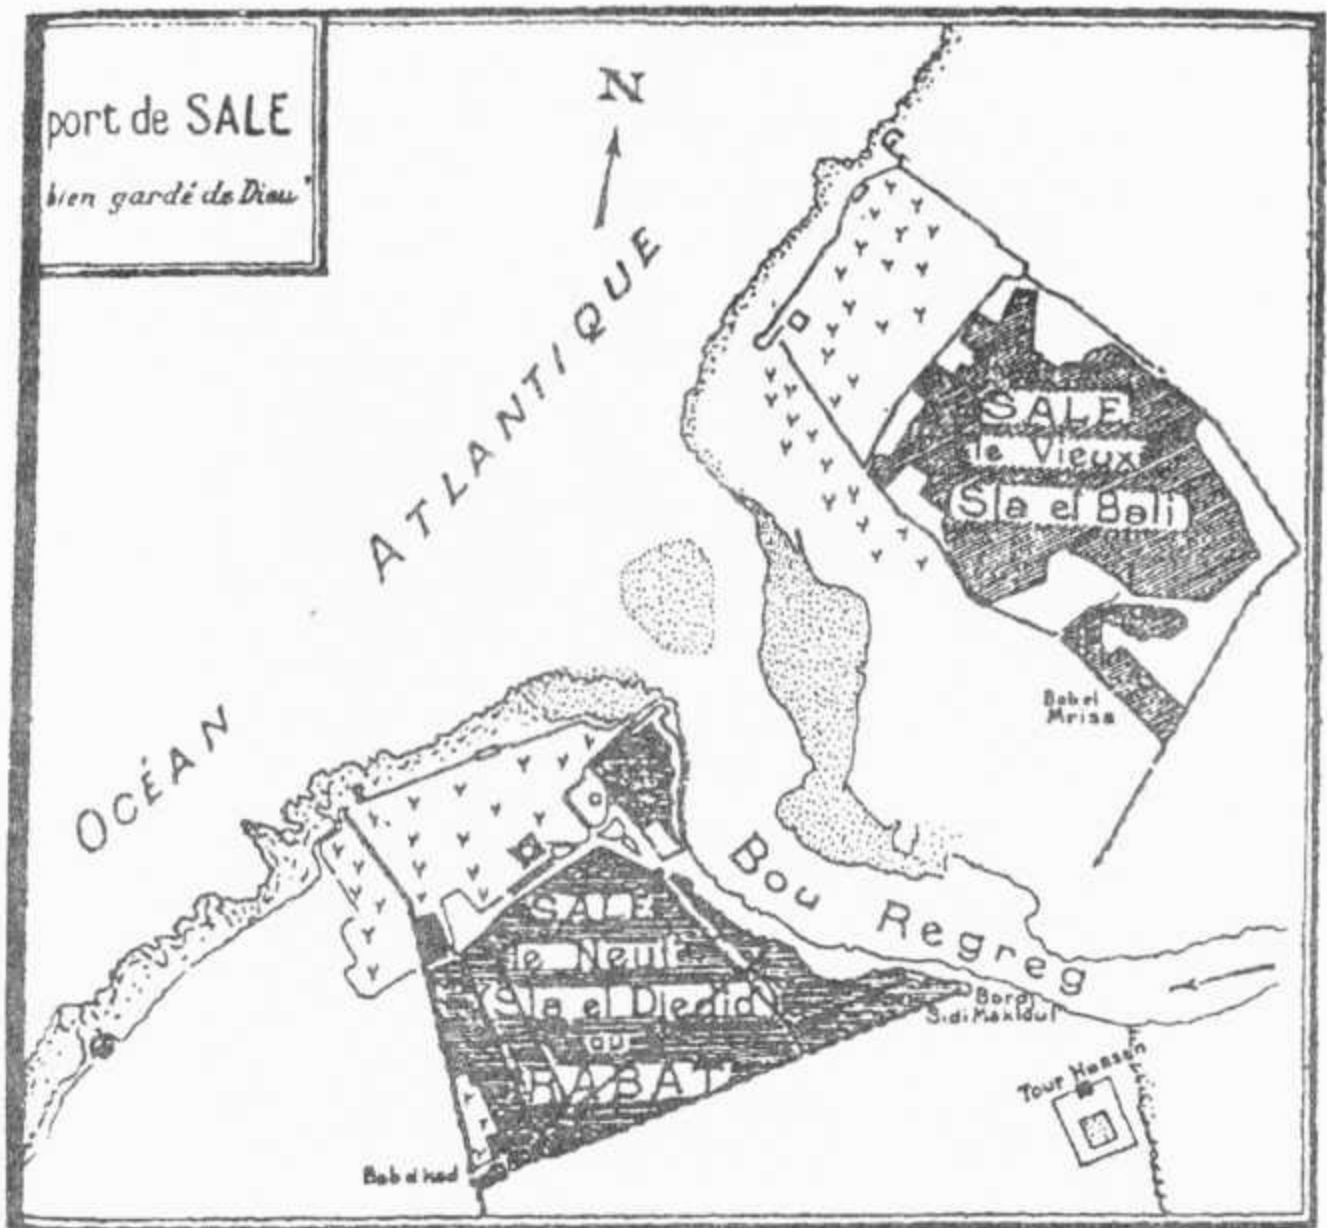 port de SALE
bien gardé de Dieu"
N
OCÉAN ATLANTIQUE
SALE
le Vieux
Sla el Bali
Bab el
Mrisa
Bou Regreg
SALE
le Neuf
Sla el Djedid
ou
RABAT
Bordj
Sidi Makhlouf
Tour Hassan
Bab el Had